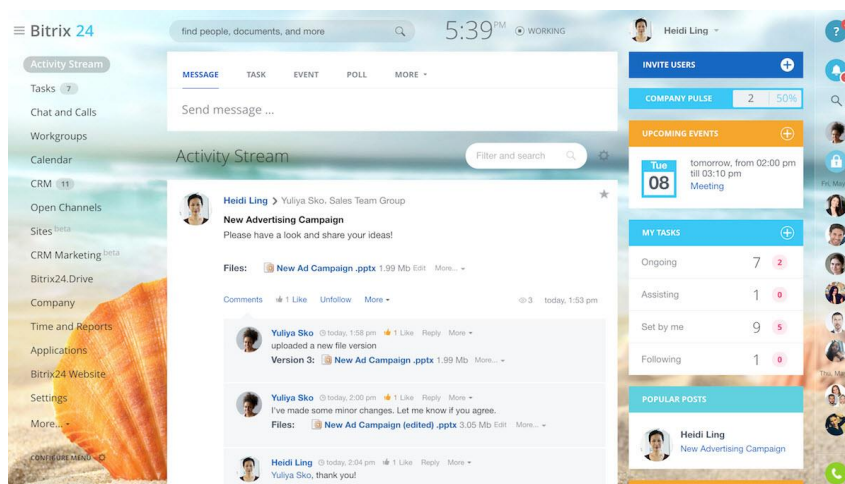 Bitrix 24
find people, documents, and more
5:39 PM
WORKING
Heidi Ling
?
Activity Stream
Tasks 7
Chat and Calls
Workgroups
Calendar
CRM 11
Open Channels
Sites beta
CRM Marketing beta
Bitrix24.Drive
Company
Time and Reports
Applications
Bitrix24 Website
Settings
More...
CONFIGURE MENU
MESSAGE TASK EVENT POLL MORE
Send message ...
Activity Stream
Filter and search
Heidi Ling > Yuliya Sko. Sales Team Group
New Advertising Campaign
Please have a look and share your ideas!
Files: New Ad Campaign .pptx 1.99 Mb Edit More...
Comments 1 Like Unfollow More 3 today, 1:53 pm
Yuliya Sko today, 1:58 pm 1 Like Reply More
uploaded a new file version
Version 3: New Ad Campaign .pptx 1.99 Mb More...
Yuliya Sko today, 2:00 pm 1 Like Reply More
I've made some minor changes. Let me know if you agree.
Files: New Ad Campaign (edited) .pptx 3.05 Mb Edit More...
Heidi Ling today, 2:04 pm 1 Like Reply More
Yuliya Sko, thank you!
INVITE USERS
COMPANY PULSE 2 50%
UPCOMING EVENTS
Tue
08
tomorrow, from 02:00 pm
till 03:10 pm
Meeting
MY TASKS
Ongoing 7 2
Assisting 1 0
Set by me 9 5
Following 1 0
POPULAR POSTS
Heidi Ling
New Advertising Campaign
Fri, May
Thu, Ma